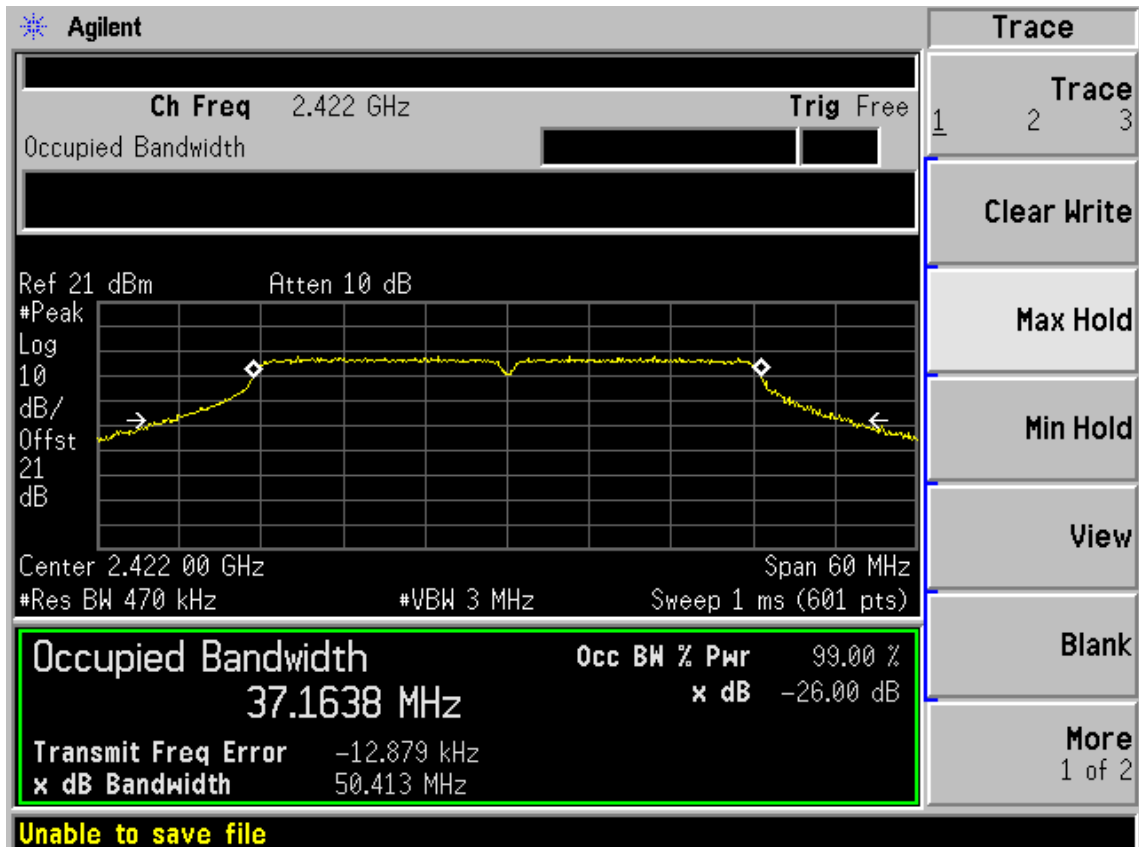 Agilent
Trace
Ch Freq 2.422 GHz Trig Free
Occupied Bandwidth
Trace
1 2 3
Clear Write
Max Hold
Min Hold
View
Blank
More
1 of 2
Ref 21 dBm Atten 10 dB
#Peak
Log
10
dB/
Offst
21
dB
Center 2.422 00 GHz Span 60 MHz
#Res BW 470 kHz #VBW 3 MHz Sweep 1 ms (601 pts)
Occupied Bandwidth
37.1638 MHz
Occ BW % Pwr 99.00 %
x dB -26.00 dB
Transmit Freq Error -12.879 kHz
x dB Bandwidth 50.413 MHz
Unable to save file